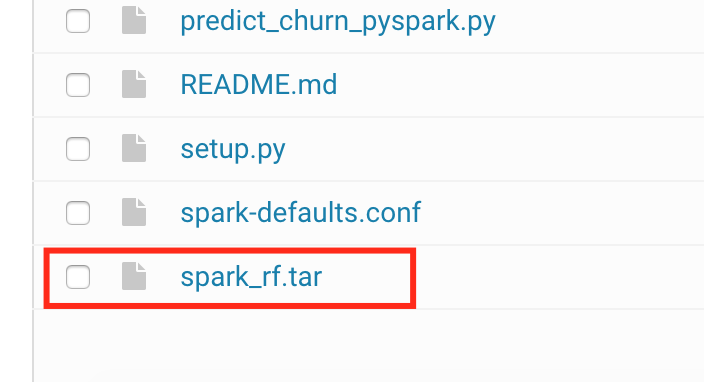 predict_churn_pyspark.py
README.md
setup.py
spark-defaults.conf
spark_rf.tar